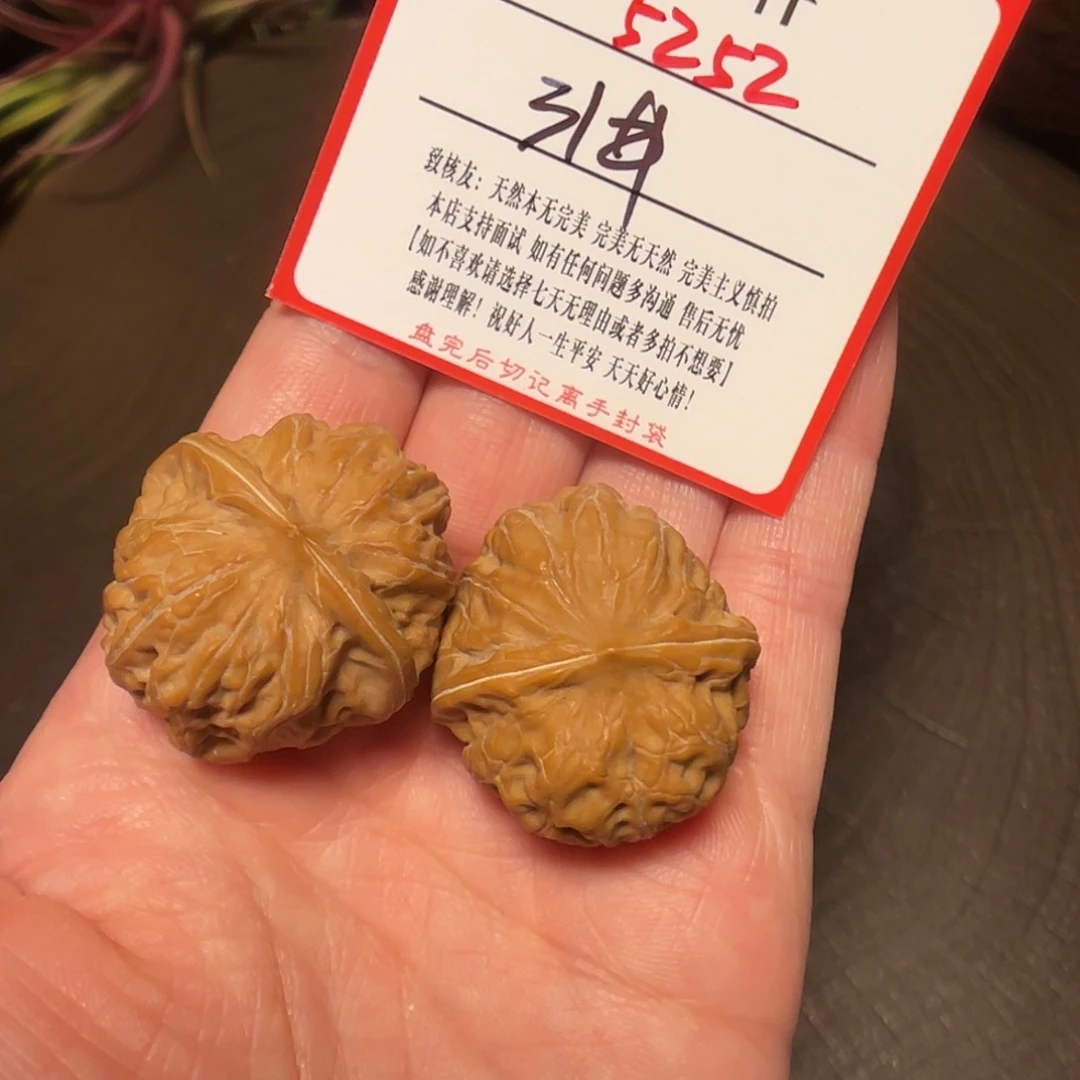 5252
致核友：天然本无完美 完美无天然 完美主义慎拍
本店支持面试 如有任何问题多沟通 售后无忧
【如不喜欢请选择七天无理由或者多拍不想要】
感谢理解！祝好人一生平安 天天好心情！
盘完后切记离手封袋